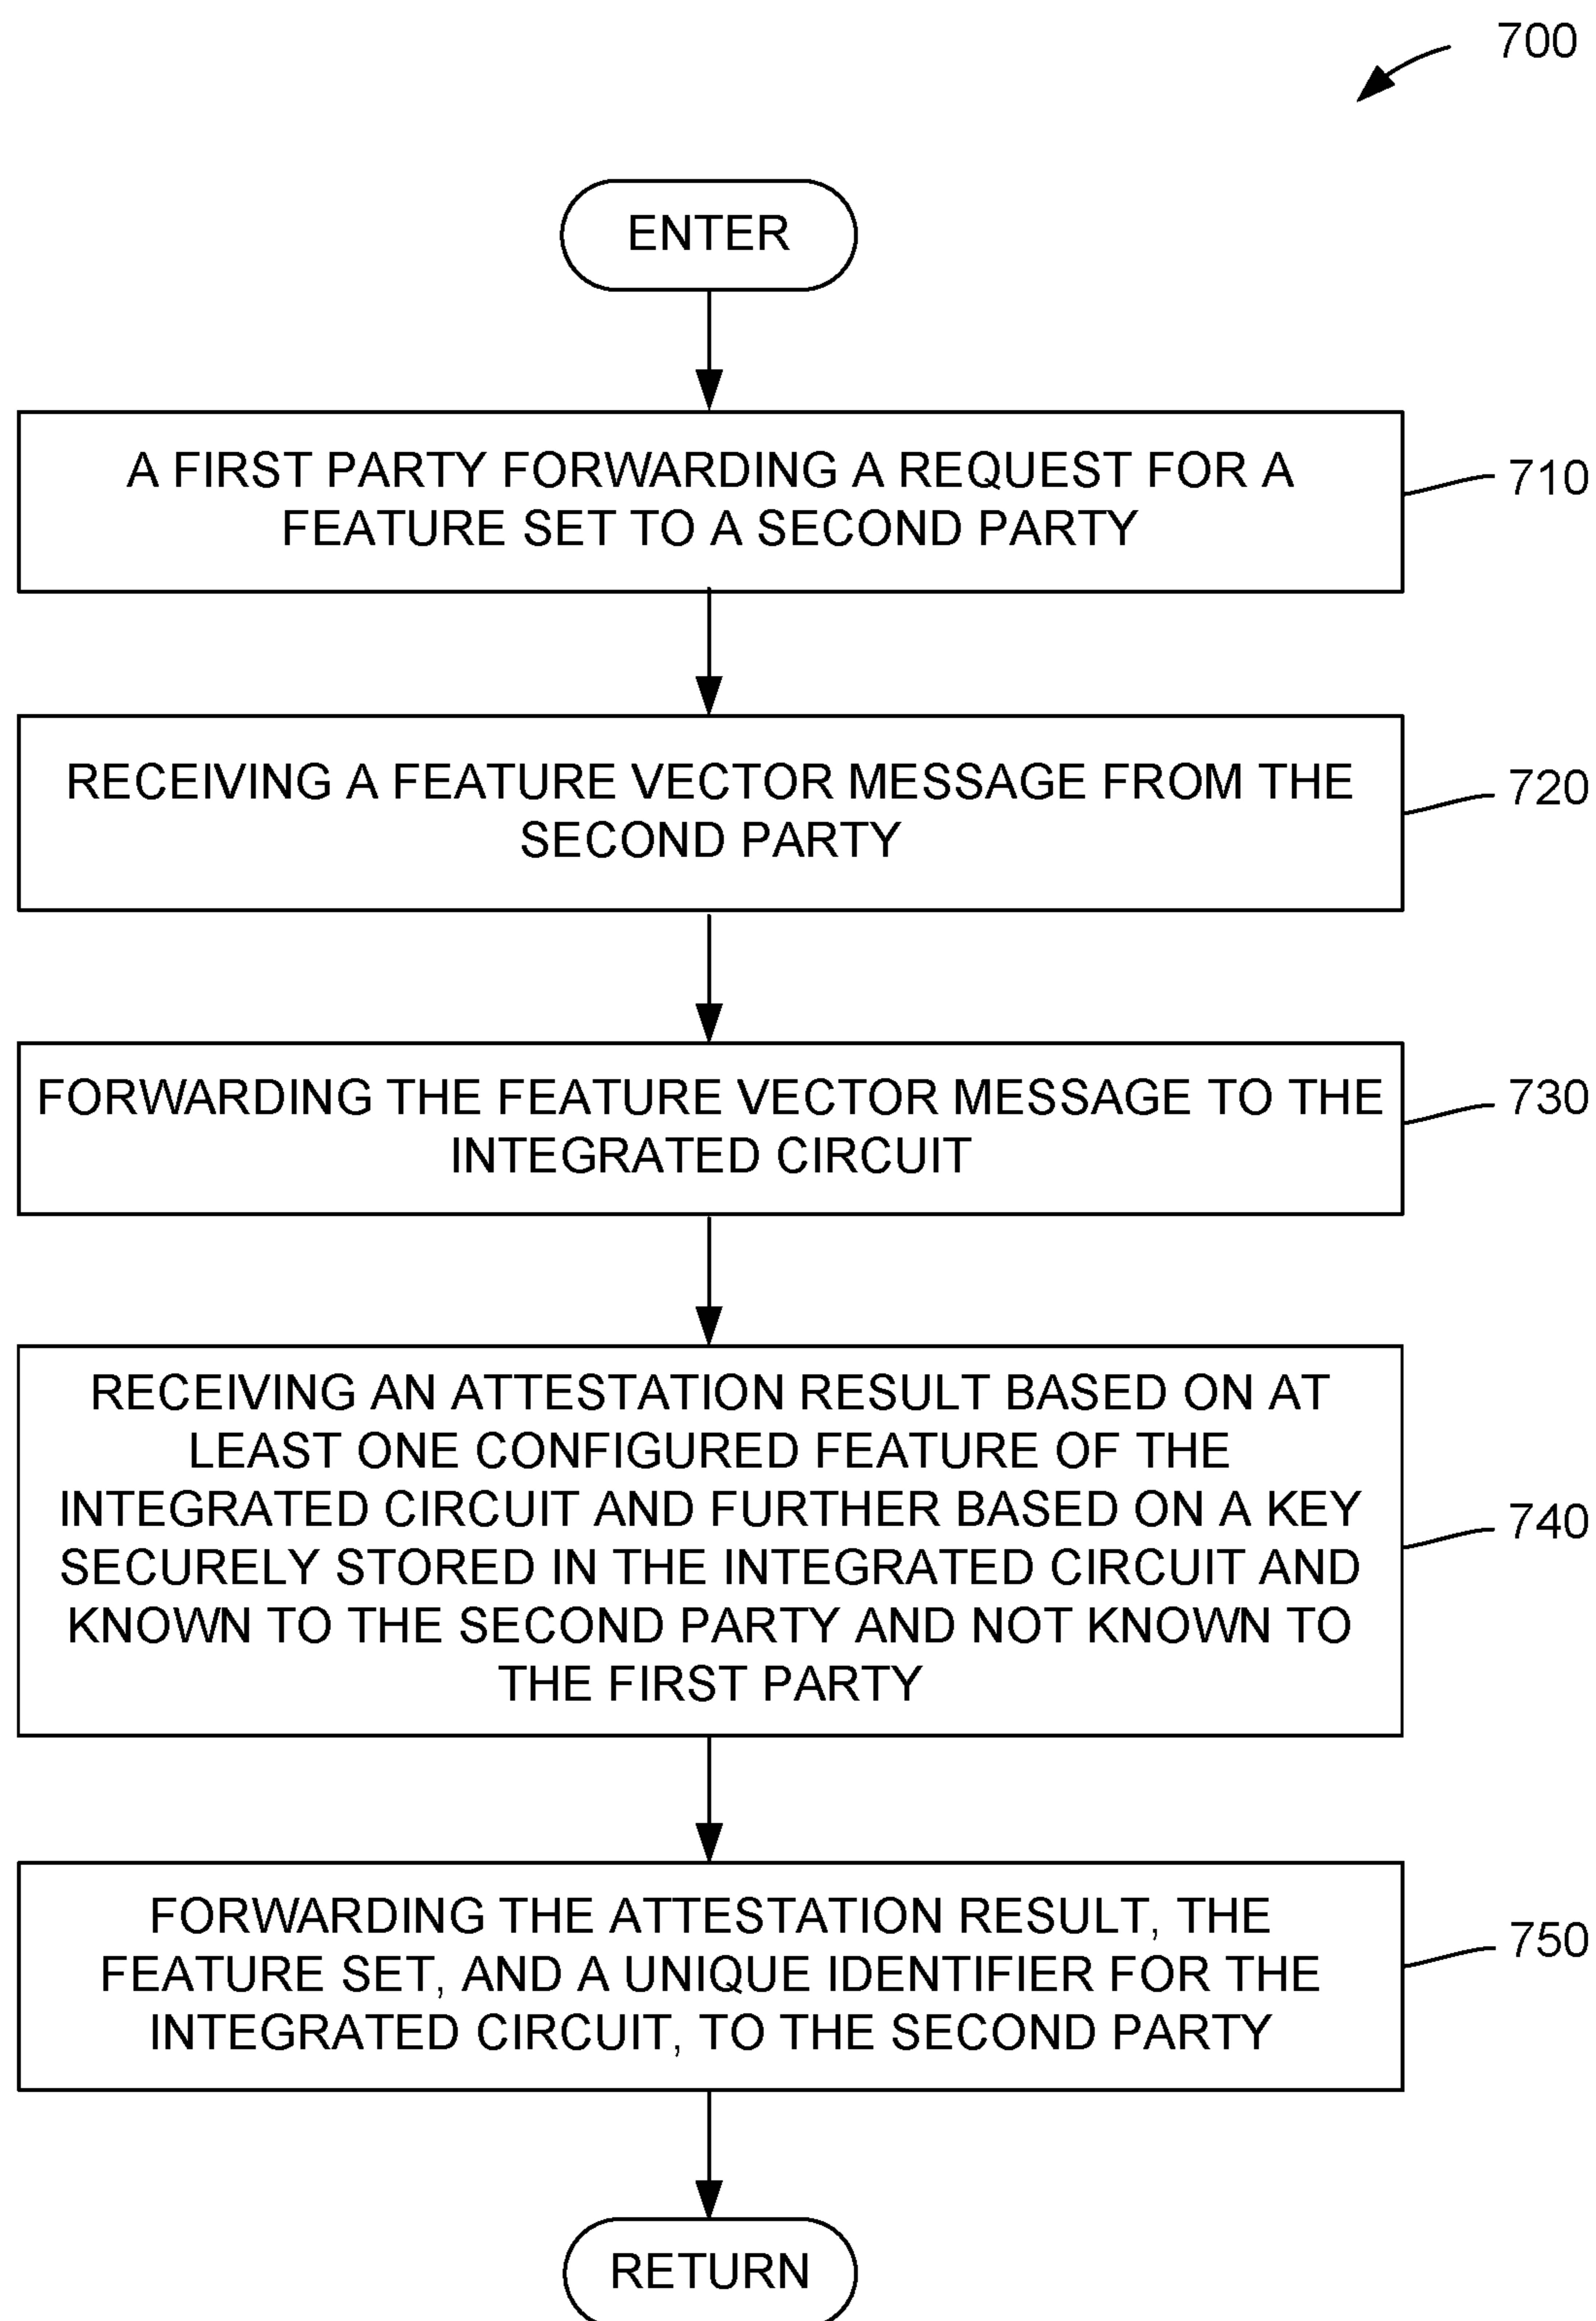 700
ENTER
A FIRST PARTY FORWARDING A REQUEST FOR A
FEATURE SET TO A SECOND PARTY
710
RECEIVING A FEATURE VECTOR MESSAGE FROM THE
SECOND PARTY
720
FORWARDING THE FEATURE VECTOR MESSAGE TO THE
INTEGRATED CIRCUIT
730
RECEIVING AN ATTESTATION RESULT BASED ON AT
LEAST ONE CONFIGURED FEATURE OF THE
INTEGRATED CIRCUIT AND FURTHER BASED ON A KEY
SECURELY STORED IN THE INTEGRATED CIRCUIT AND
KNOWN TO THE SECOND PARTY AND NOT KNOWN TO
THE FIRST PARTY
740
FORWARDING THE ATTESTATION RESULT, THE
FEATURE SET, AND A UNIQUE IDENTIFIER FOR THE
INTEGRATED CIRCUIT, TO THE SECOND PARTY
750
RETURN